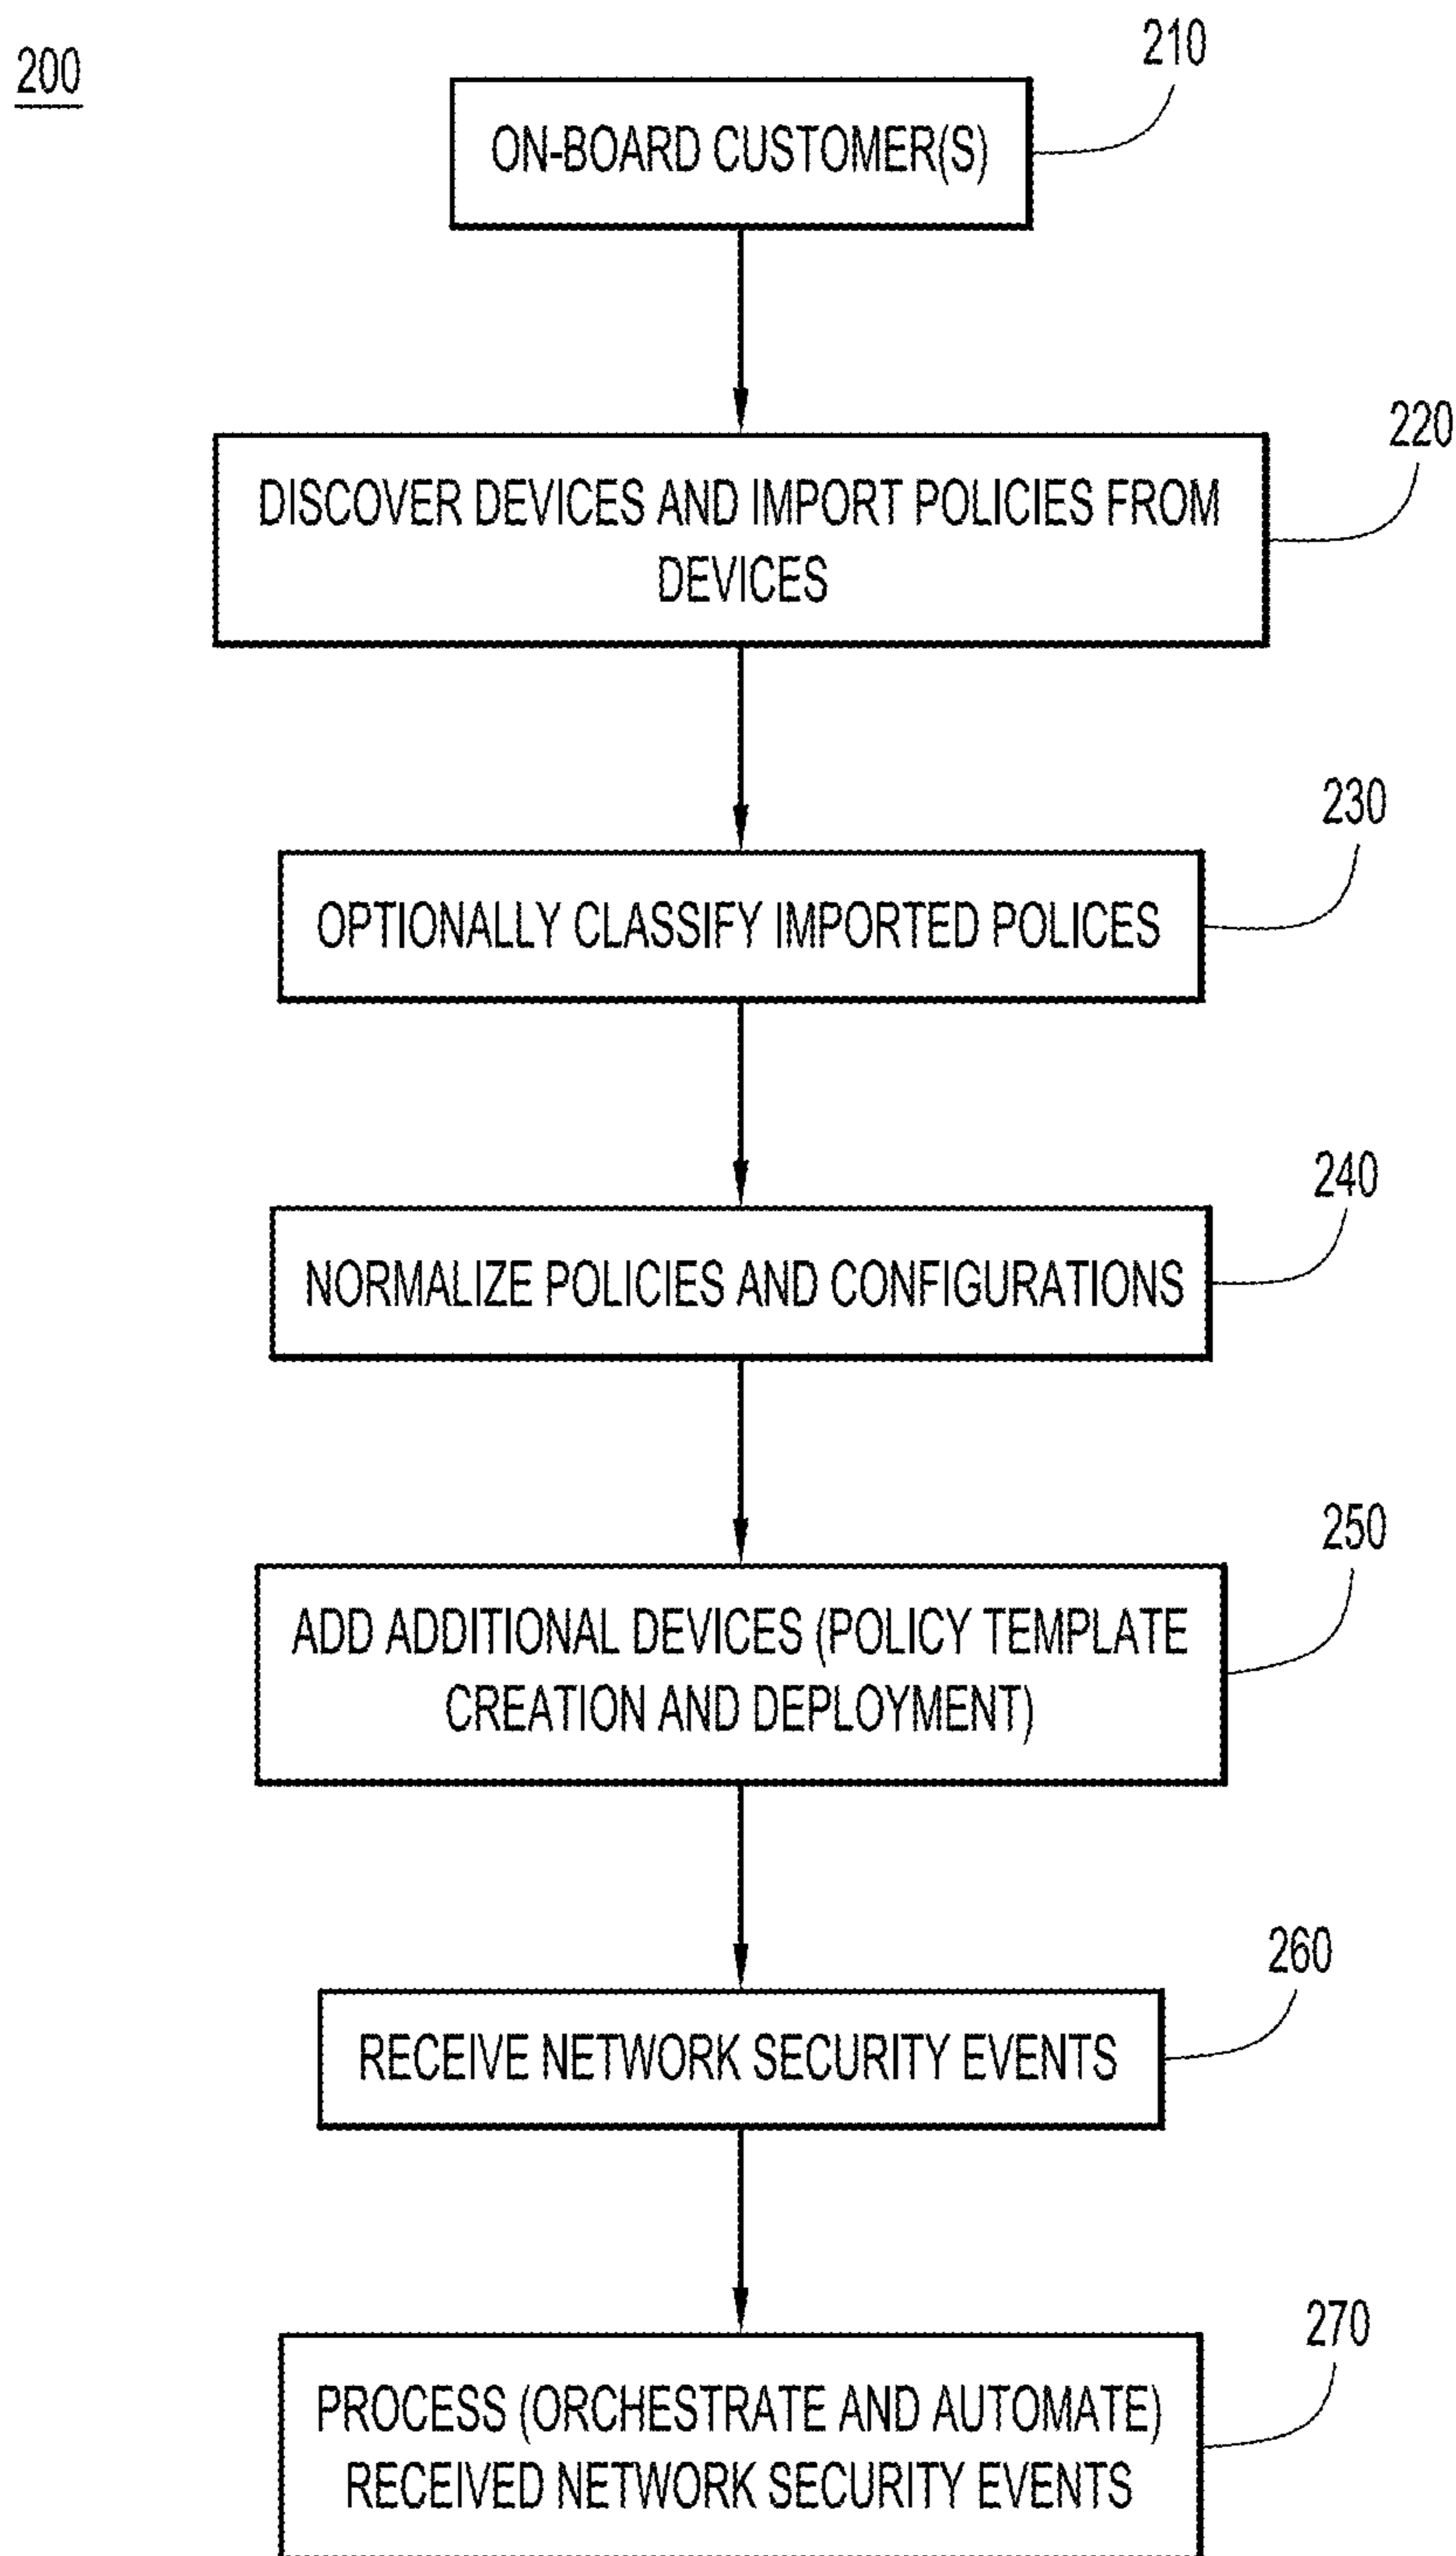 200
210
ON-BOARD CUSTOMER(S)
220
DISCOVER DEVICES AND IMPORT POLICIES FROM
DEVICES
230
OPTIONALLY CLASSIFY IMPORTED POLICES
240
NORMALIZE POLICIES AND CONFIGURATIONS
250
ADD ADDITIONAL DEVICES (POLICY TEMPLATE
CREATION AND DEPLOYMENT)
260
RECEIVE NETWORK SECURITY EVENTS
270
PROCESS (ORCHESTRATE AND AUTOMATE)
RECEIVED NETWORK SECURITY EVENTS